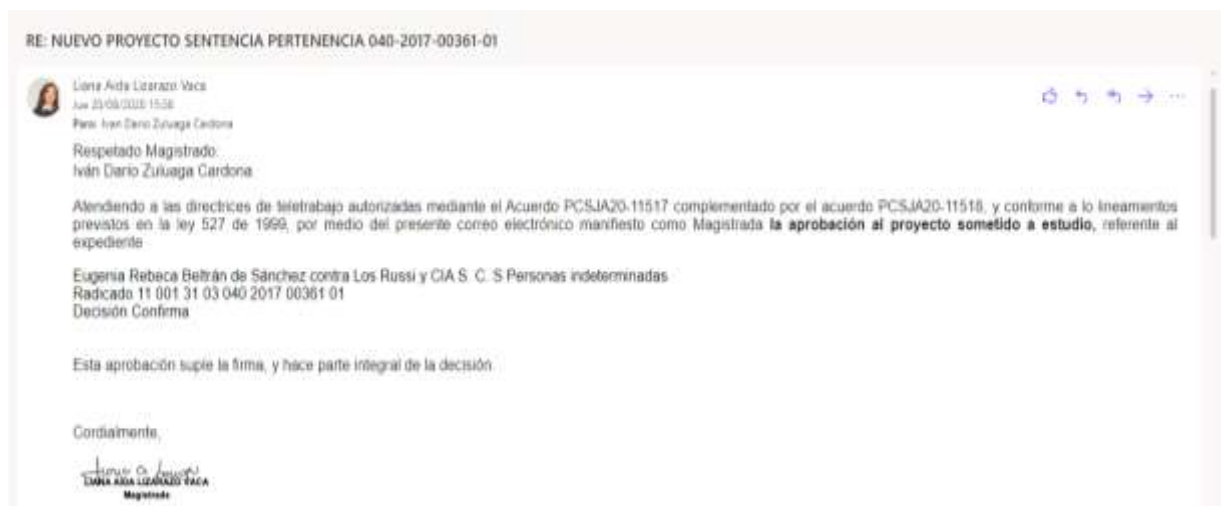 RE: NUEVO PROYECTO SENTENCIA PERTENENCIA 040-2017-00361-01
Liana Aida Lizarazo Vaca
Para: Ivan Dario Zuluaga Cardona
Respetado Magistrado:
Iván Darío Zuluaga Cardona
Atendiendo a las directrices de teletrabajo autorizadas mediante el Acuerdo PCSJA20-11517 complementado por el acuerdo PCSJA20-11518, y conforme a lo lineamientos
previstos en la ley 527 de 1999, por medio del presente correo electrónico manifiesto como Magistrada la aprobación al proyecto sometido a estudio, referente al
expediente
Eugenia Rebeca Beltrán de Sánchez contra Los Russi y CIA S. C. S Personas indeterminadas
Radicado 11 001 31 03 040 2017 00361 01
Decisión Confirma
Esta aprobación suple la firma, y hace parte integral de la decisión
Cordialmente,
LIANA AIDA LIZARAZO VACA
Magistrada